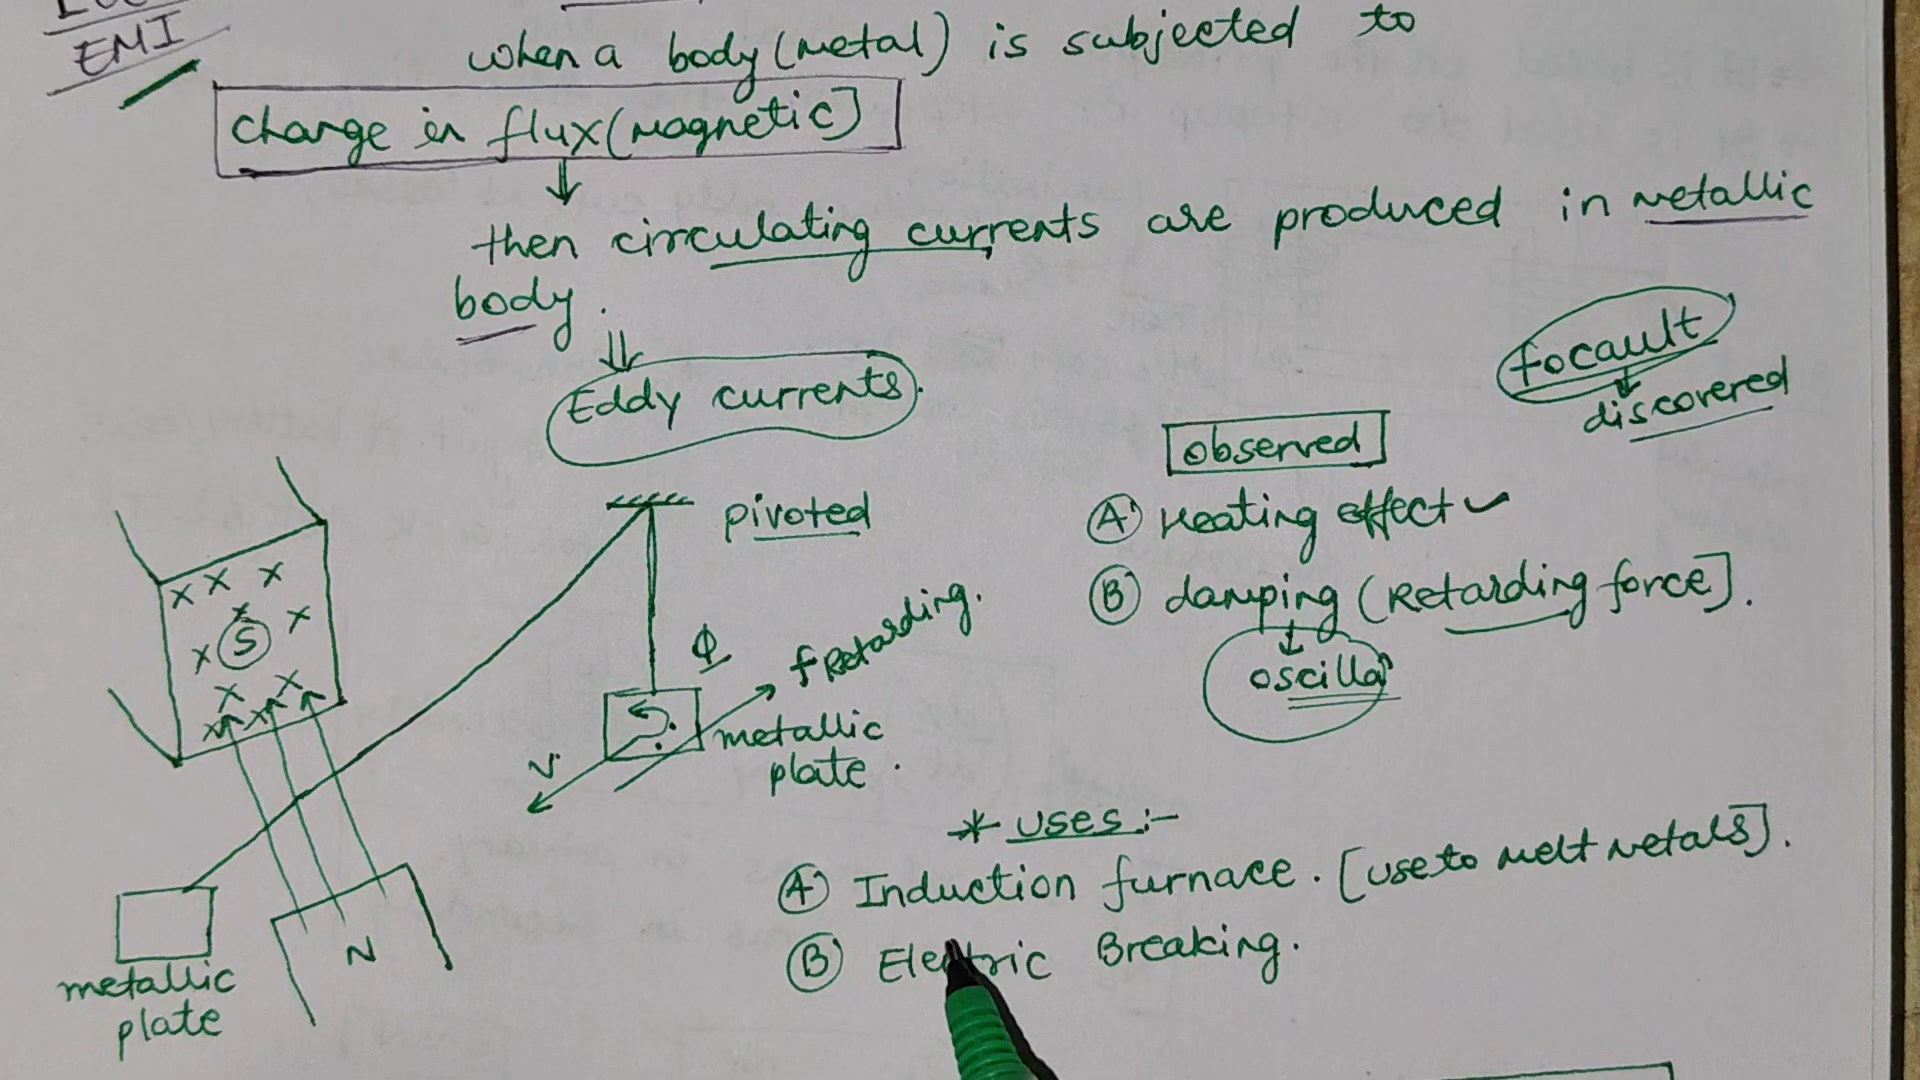 EMI
when a body (metal) is subjected to
change in flux (magnetic]
then circulating currents are produced in metallic
body.
Eddy currents.
focault
discovered
observed
(A) Heating effect
(B) damping (Retarding force].
oscilla
pivoted
ϕ
f Retarding.
metallic
plate.
v
x x x
x x
x S
x x
x x
N
metallic
plate
* uses :-
(A) Induction furnace. [use to melt metals].
(B) Electric Breaking.